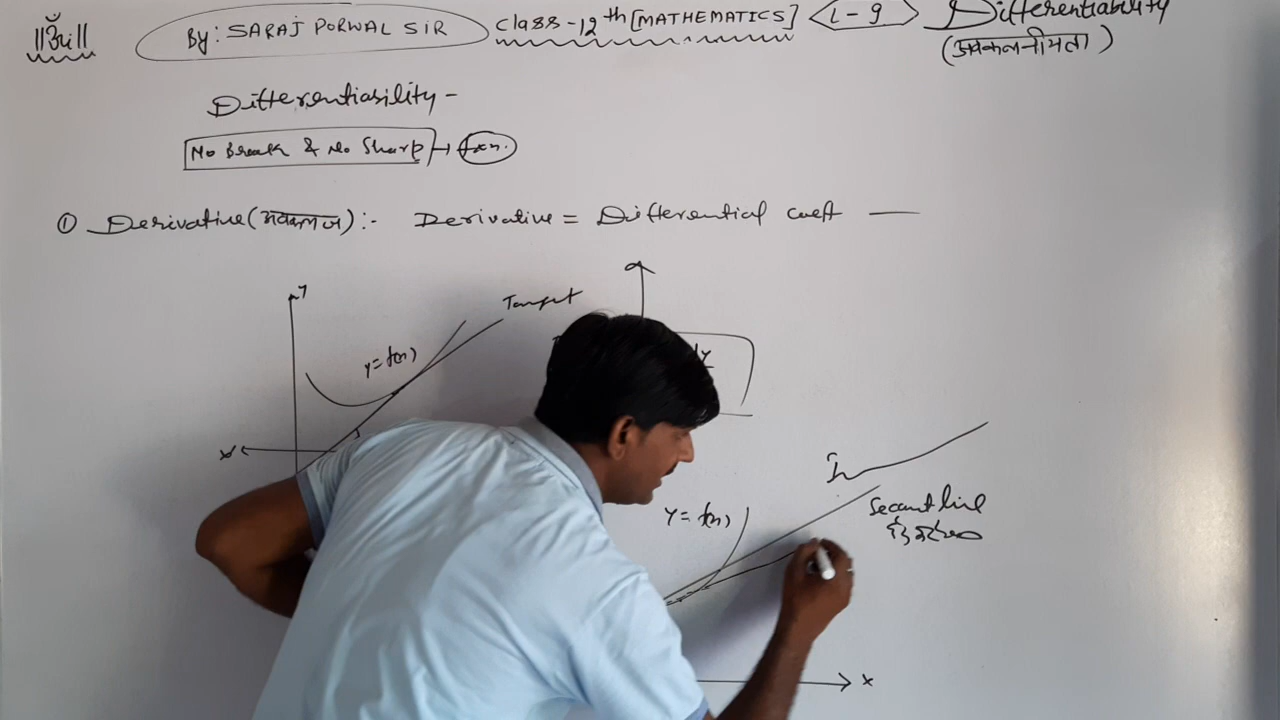 ॥ॐ॥ By: SARAJ PORWAL SIR Class-12th [MATHEMATICS] L-9 Differentiability
(अवकलनीयता)
Differentiability-
No Break & No Sharp → fxn.
① Derivative (अवकलज):- Derivative = Differential coeff —
Y
Tangent
y=f(x)
x'
Y=f(x)
Secant line
x